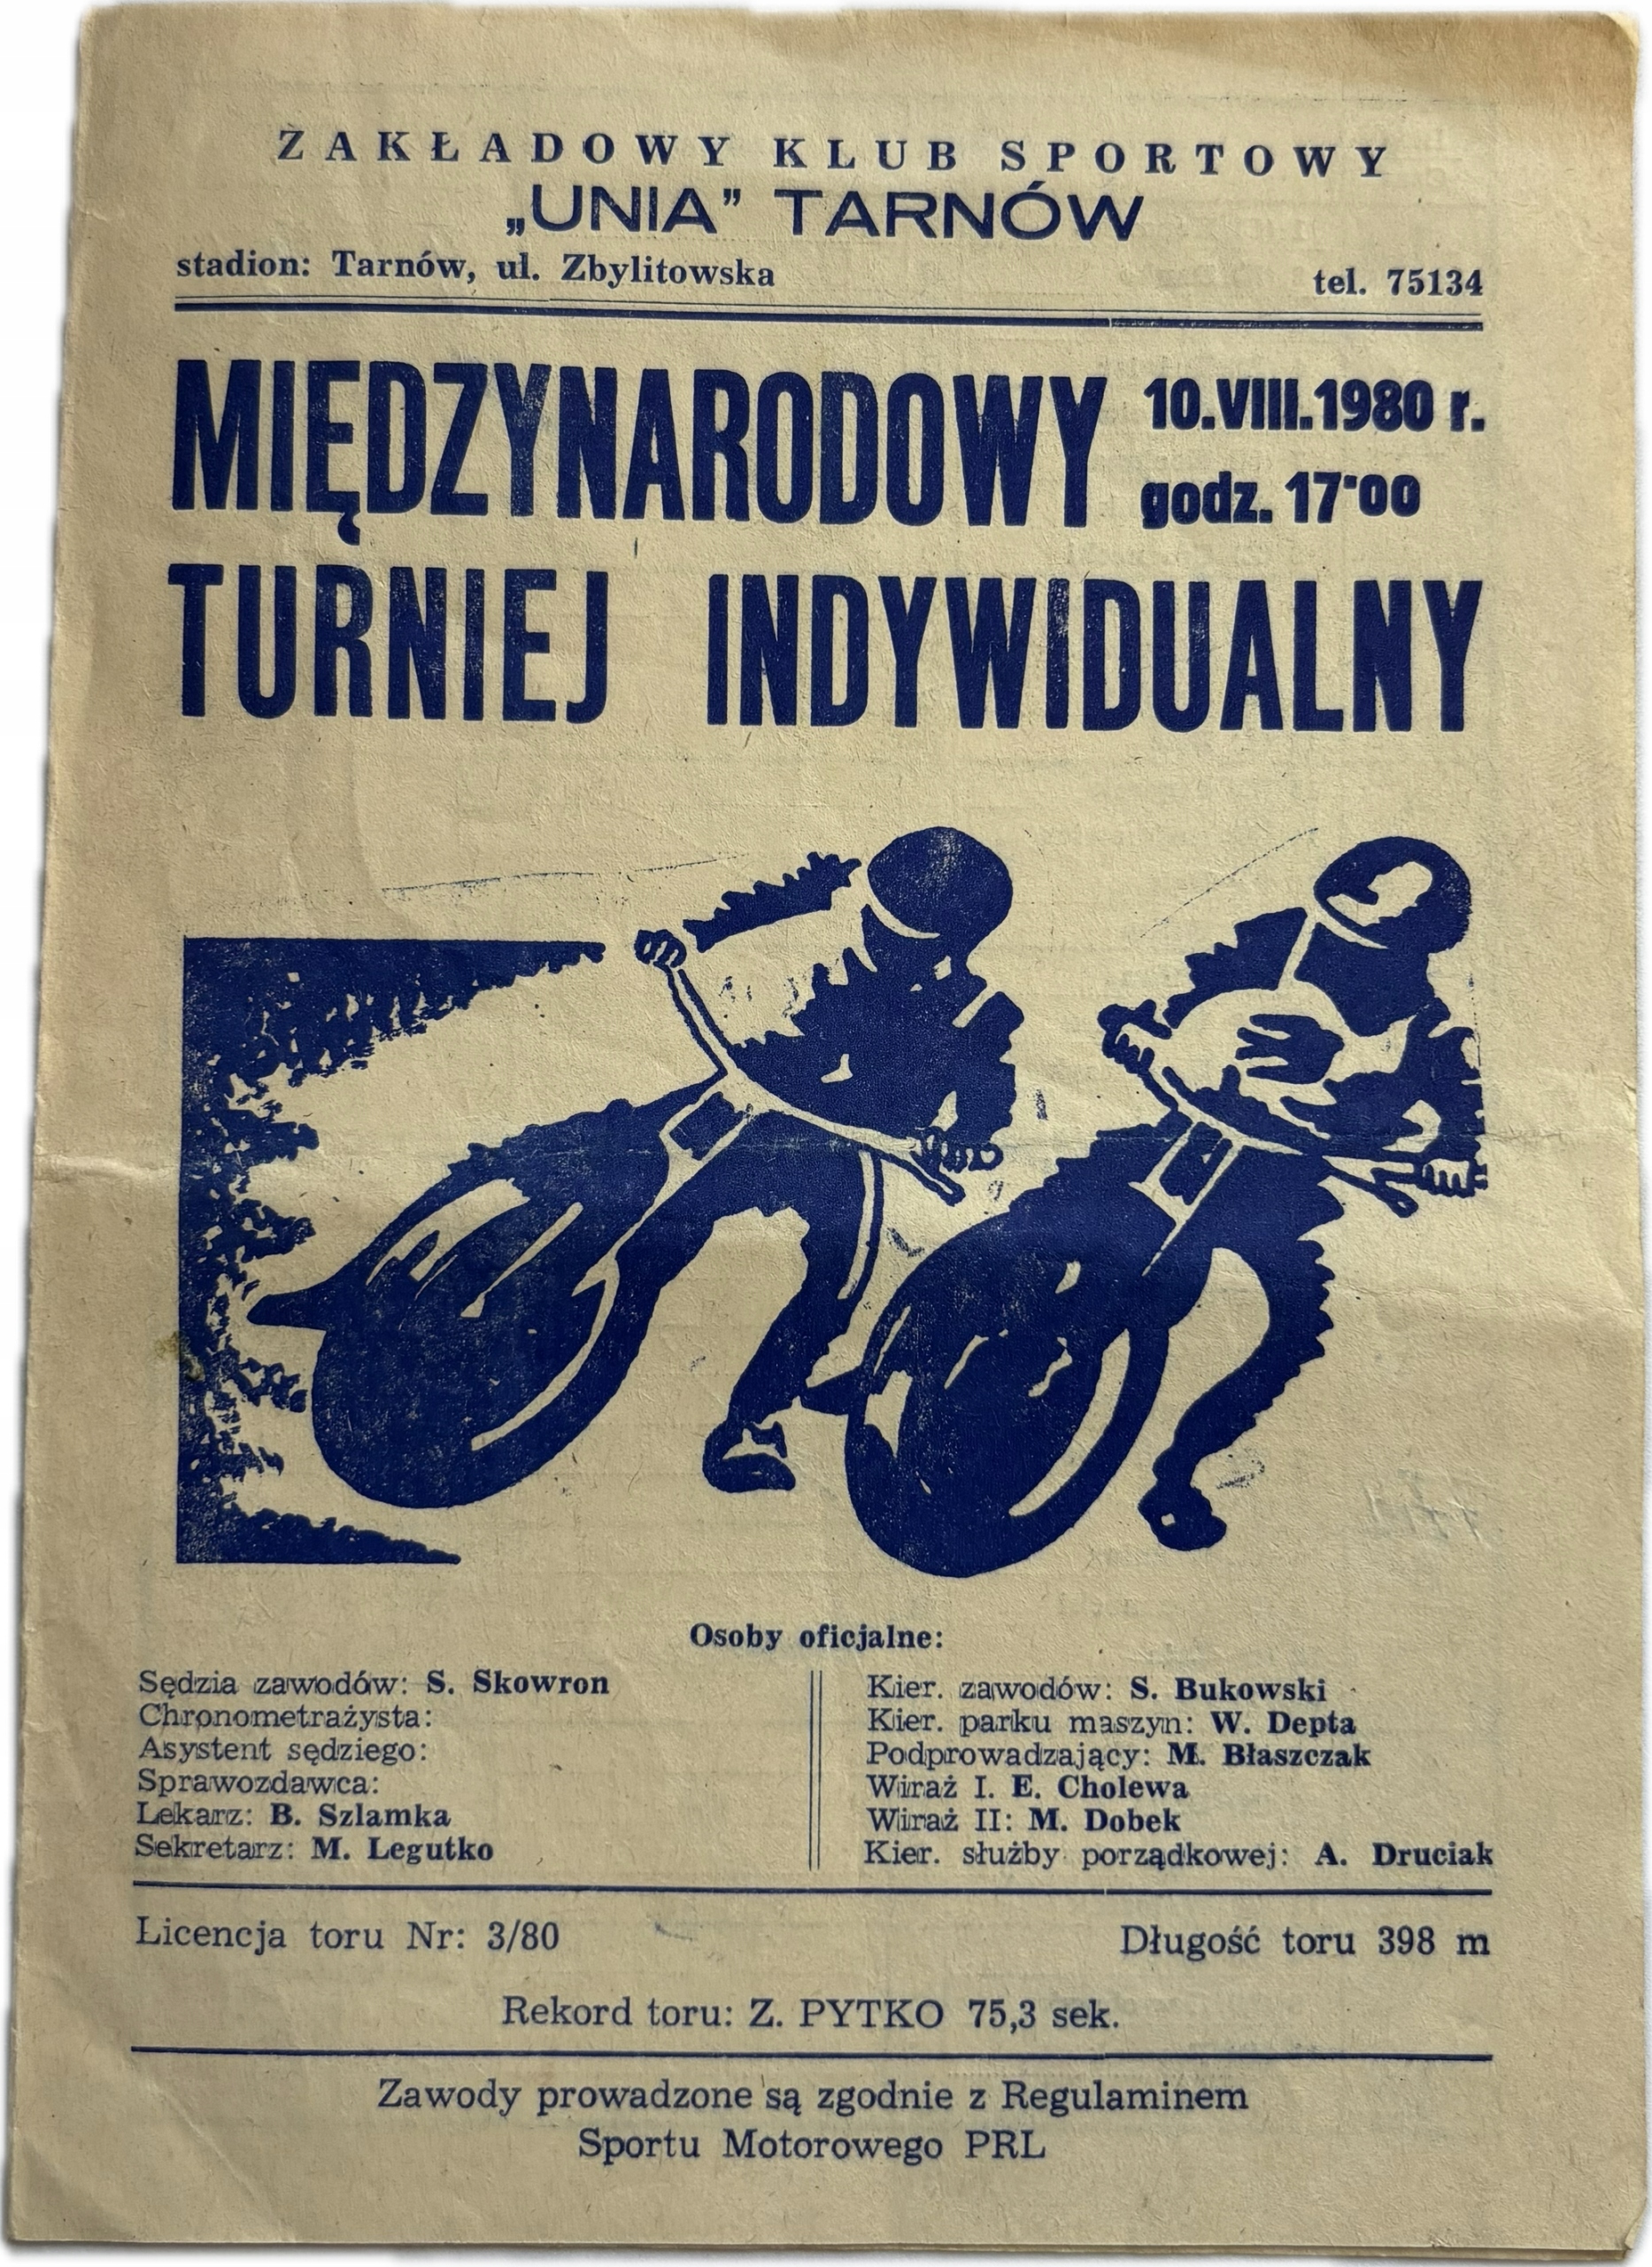 ZAKŁADOWY KLUB SPORTOWY
„UNIA” TARNÓW
stadion: Tarnów, ul. Zbylitowska tel. 75134
MIĘDZYNARODOWY 10.VIII.1980 r.
godz. 17·00
TURNIEJ INDYWIDUALNY
Osoby oficjalne:
Sędzia zawodów: S. Skowron
Chronometrażysta:
Asystent sędziego:
Sprawozdawca:
Lekarz: B. Szlamka
Sekretarz: M. Legutko
Kier. zawodów: S. Bukowski
Kier. parku maszyn: W. Depta
Podprowadzający: M. Błaszczak
Wiraż I. E. Cholewa
Wiraż II: M. Dobek
Kier. służby porządkowej: A. Druciak
Licencja toru Nr: 3/80 Długość toru 398 m
Rekord toru: Z. PYTKO 75,3 sek.
Zawody prowadzone są zgodnie z Regulaminem
Sportu Motorowego PRL